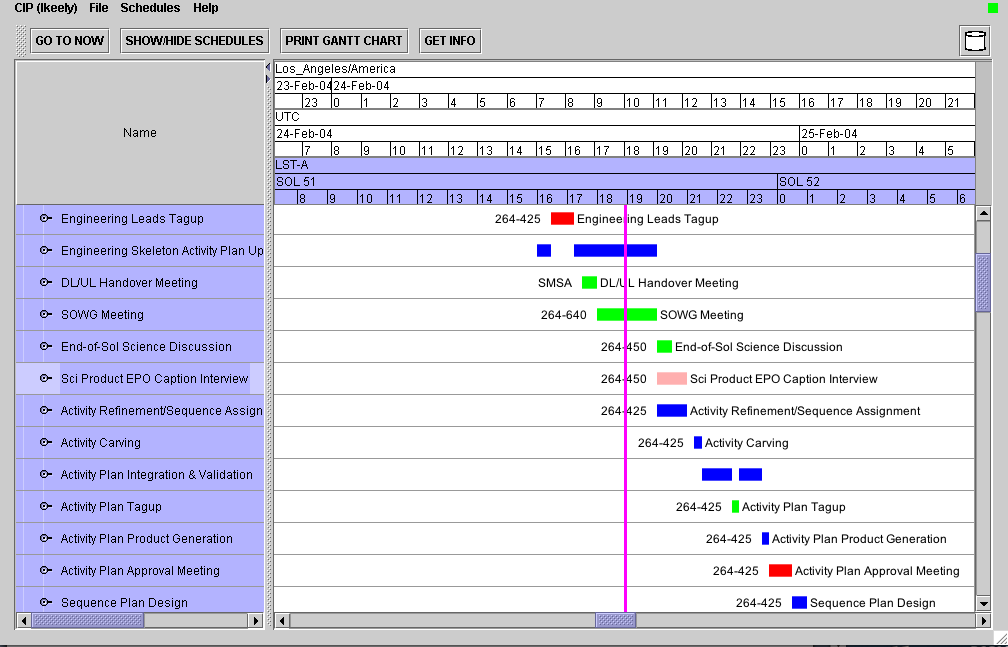 CIP (lkeely) File Schedules Help
GO TO NOW SHOW/HIDE SCHEDULES PRINT GANTT CHART GET INFO
Name
Los_Angeles/America
23-Feb-04 24-Feb-04
23 0 1 2 3 4 5 6 7 8 9 10 11 12 13 14 15 16 17 18 19 20 21
UTC
24-Feb-04 25-Feb-04
7 8 9 10 11 12 13 14 15 16 17 18 19 20 21 22 23 0 1 2 3 4 5
LST-A
SOL 51 SOL 52
8 9 10 11 12 13 14 15 16 17 18 19 20 21 22 23 0 1 2 3 4 5 6
Engineering Leads Tagup 264-425 Engineering Leads Tagup
Engineering Skeleton Activity Plan Up
DL/UL Handover Meeting SMSA DL/UL Handover Meeting
SOWG Meeting 264-640 SOWG Meeting
End-of-Sol Science Discussion 264-450 End-of-Sol Science Discussion
Sci Product EPO Caption Interview 264-450 Sci Product EPO Caption Interview
Activity Refinement/Sequence Assign 264-425 Activity Refinement/Sequence Assignment
Activity Carving 264-425 Activity Carving
Activity Plan Integration & Validation
Activity Plan Tagup 264-425 Activity Plan Tagup
Activity Plan Product Generation 264-425 Activity Plan Product Generation
Activity Plan Approval Meeting 264-425 Activity Plan Approval Meeting
Sequence Plan Design 264-425 Sequence Plan Design